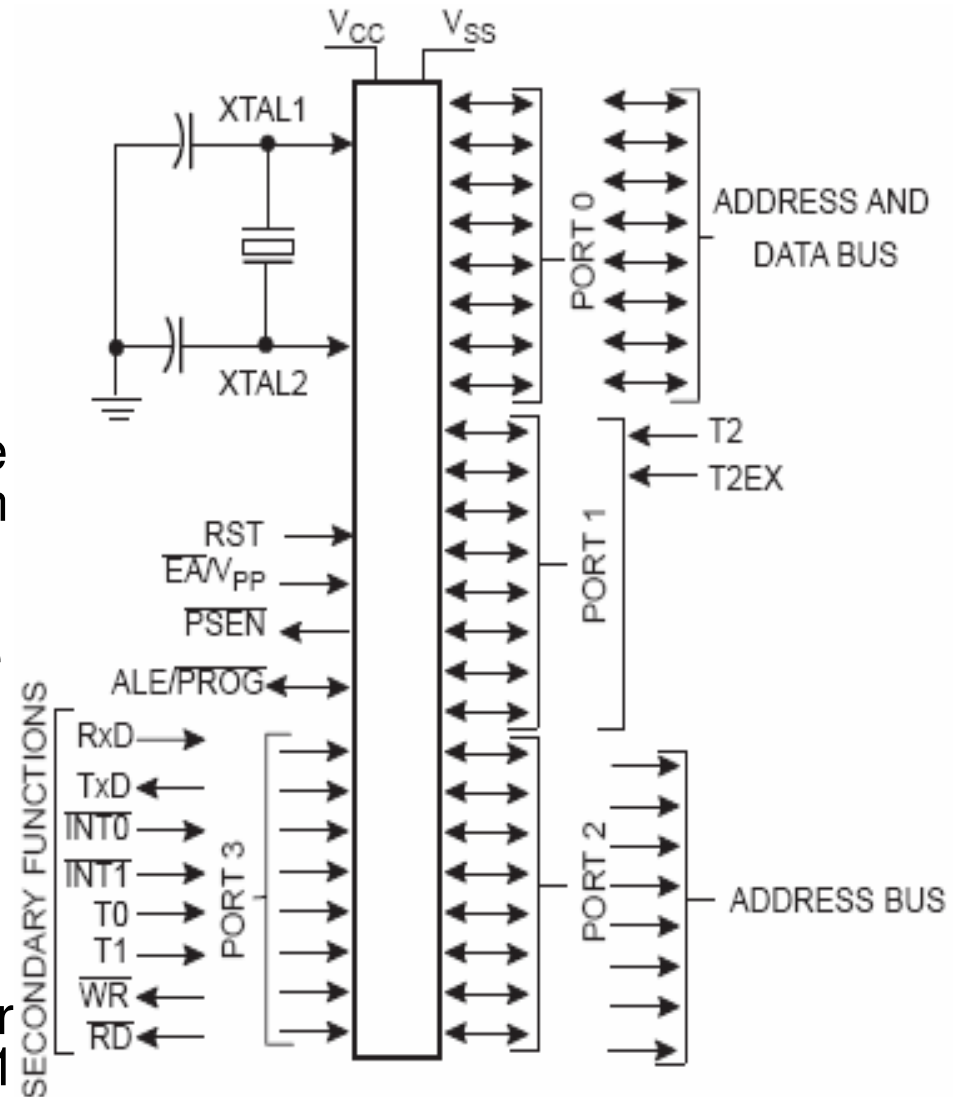 VCC VSS
XTAL1
XTAL2
RST
EA/VPP
PSEN
ALE/PROG
SECONDARY FUNCTIONS
RxD
TxD
INT0
INT1
T0
T1
WR
RD
PORT 3
PORT 0
ADDRESS AND
DATA BUS
PORT 1
T2
T2EX
PORT 2
ADDRESS BUS